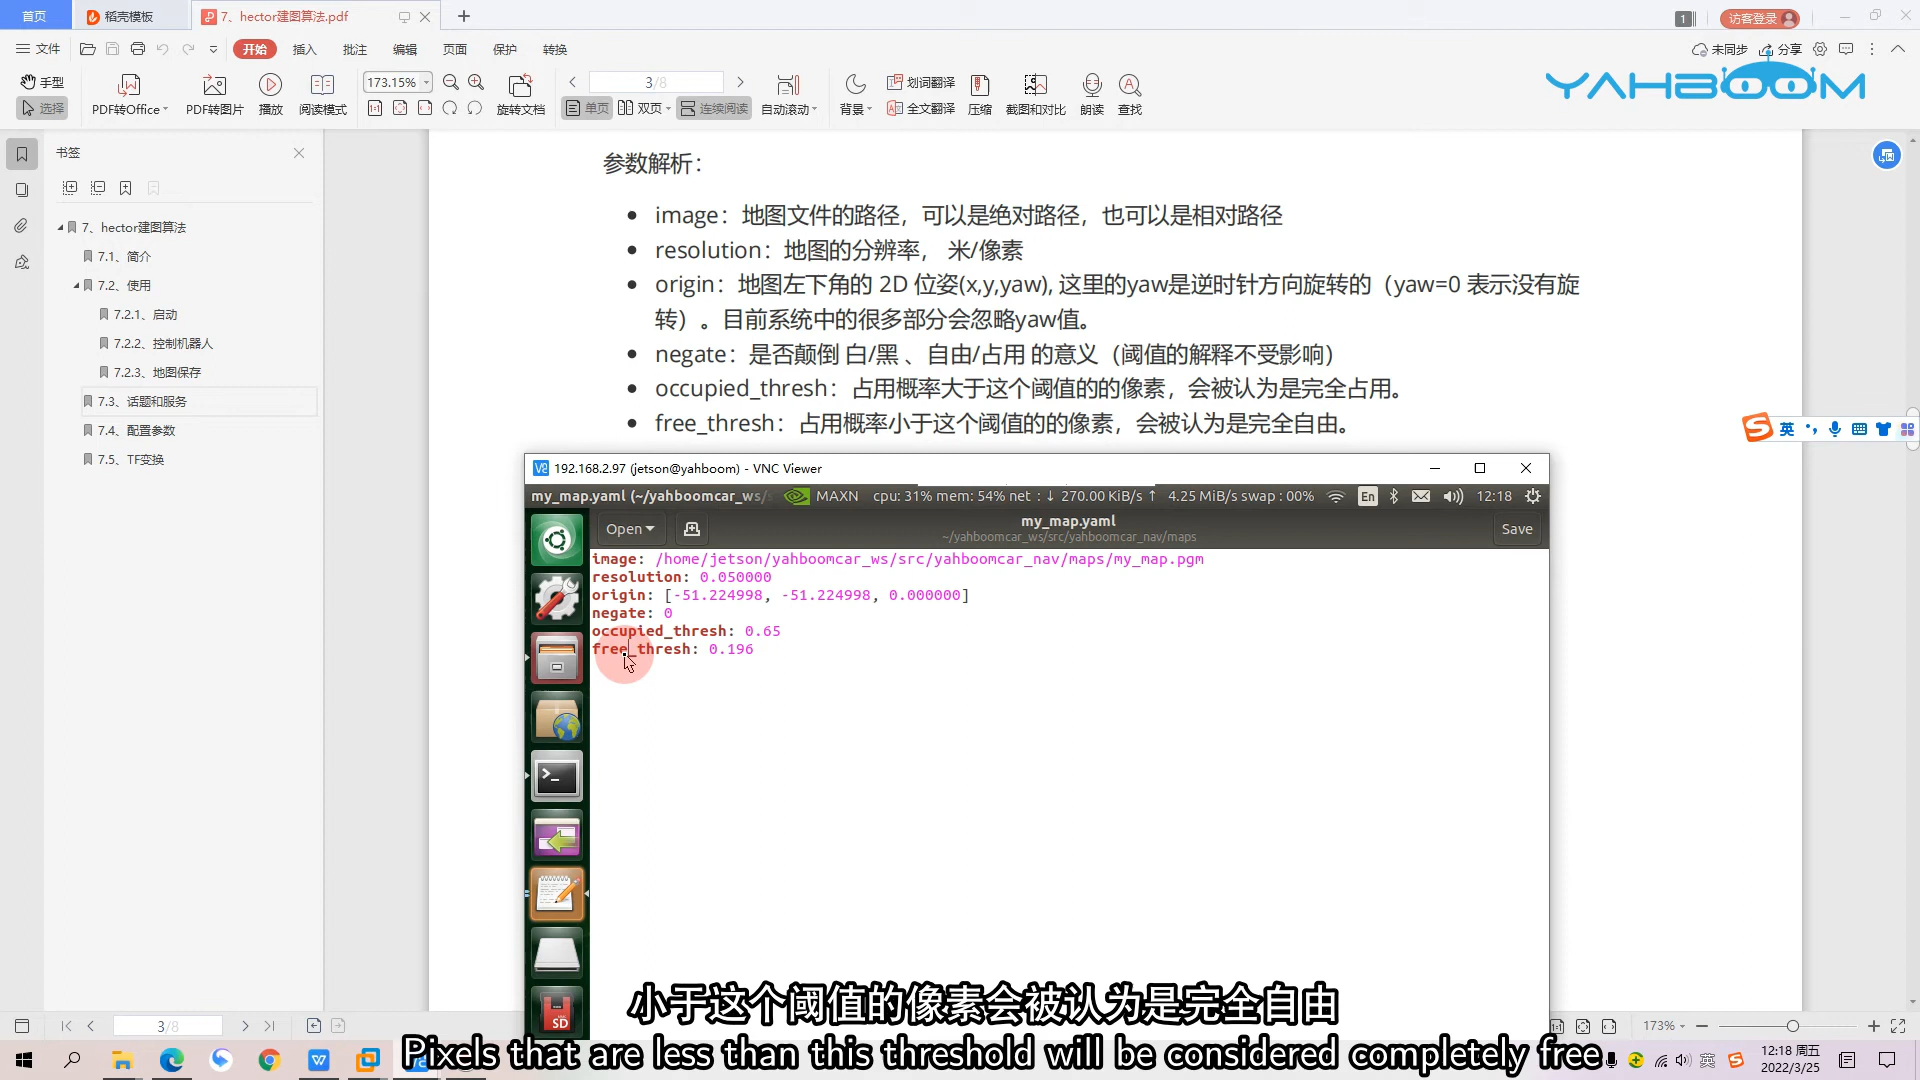 首页
稻壳模板
7、hector建图算法.pdf
1
访客登录
文件
开始
插入
批注
编辑
页面
保护
转换
未同步
分享
手型
选择
PDF转Office
PDF转图片
播放
阅读模式
173.15%
旋转文档
3/8
单页
双页
连续阅读
自动滚动
背景
划词翻译
全文翻译
压缩
截图和对比
朗读
查找
YAHBOOM
书签
7、hector建图算法
7.1、简介
7.2、使用
7.2.1、启动
7.2.2、控制机器人
7.2.3、地图保存
7.3、话题和服务
7.4、配置参数
7.5、TF变换
参数解析：
image：地图文件的路径，可以是绝对路径，也可以是相对路径
resolution：地图的分辨率， 米/像素
origin：地图左下角的 2D 位姿(x,y,yaw), 这里的yaw是逆时针方向旋转的（yaw=0 表示没有旋
转）。目前系统中的很多部分会忽略yaw值。
negate：是否颠倒 白/黑 、自由/占用 的意义（阈值的解释不受影响）
occupied_thresh：占用概率大于这个阈值的的像素，会被认为是完全占用。
free_thresh：占用概率小于这个阈值的的像素，会被认为是完全自由。
英
192.168.2.97 (jetson@yahboom) - VNC Viewer
my_map.yaml (~/yahboomcar_ws/s
MAXN cpu: 31% mem: 54% net : ↓ 270.00 KiB/s ↑ 4.25 MiB/s swap : 00%
En
12:18
Open
my_map.yaml
~/yahboomcar_ws/src/yahboomcar_nav/maps
Save
image: /home/jetson/yahboomcar_ws/src/yahboomcar_nav/maps/my_map.pgm
resolution: 0.050000
origin: [-51.224998, -51.224998, 0.000000]
negate: 0
occupied_thresh: 0.65
free_thresh: 0.196
SD
小于这个阈值的像素会被认为是完全自由
Pixels that are less than this threshold will be considered completely free
3/8
173%
英
12:18 周五
2022/3/25